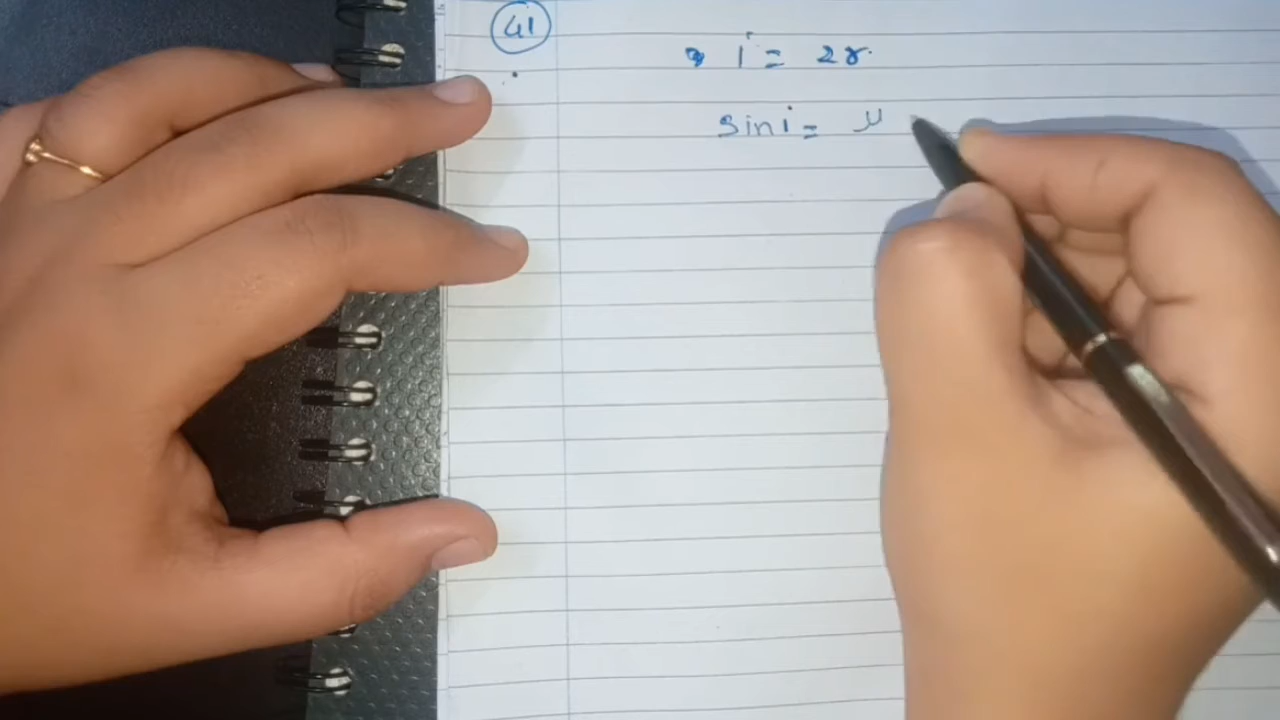 41
i = 2r
sin i = μ